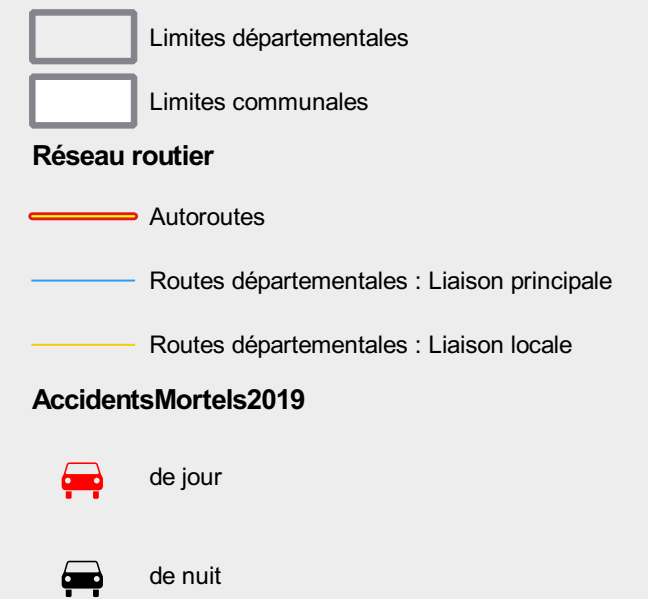 Limites départementales
Limites communales
Réseau routier
Autoroutes
Routes départementales : Liaison principale
Routes départementales : Liaison locale
AccidentsMortels2019
de jour
de nuit